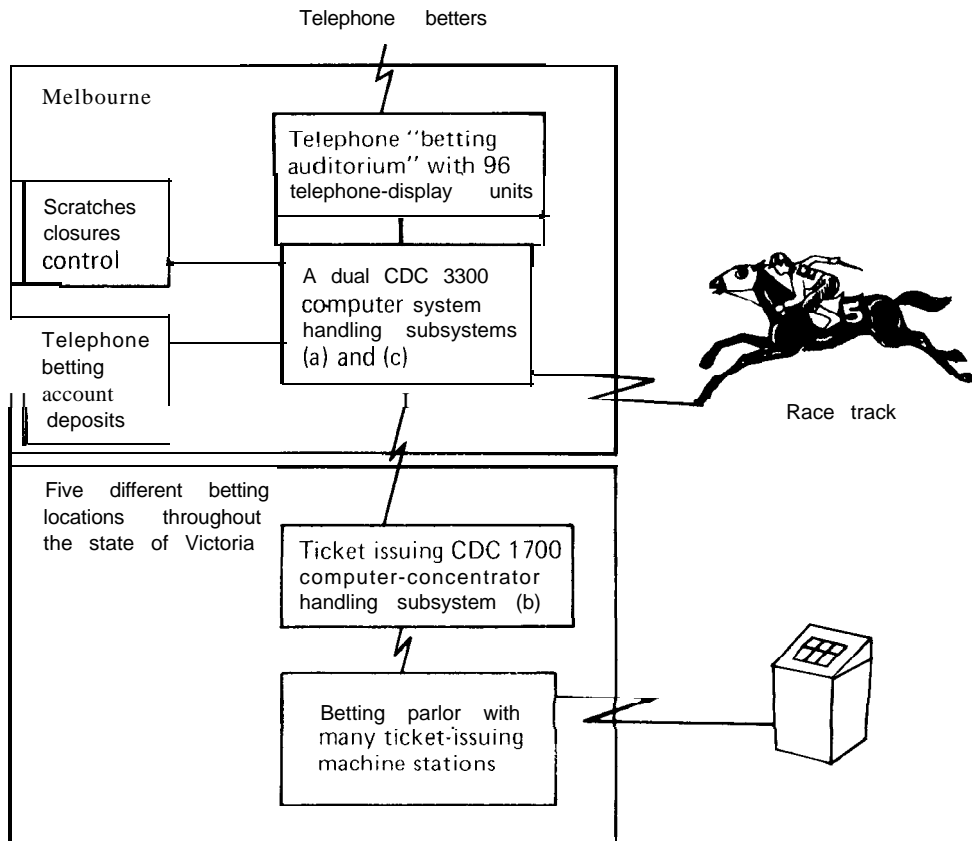 Telephone betters
Melbourne
Telephone "betting
auditorium" with 96
telephone-display units
Scratches
closures
control
A dual CDC 3300
computer system
handling subsystems
(a) and (c)
Telephone
betting
account
deposits
5
Race track
Five different betting
locations throughout
the state of Victoria
Ticket issuing CDC 1700
computer-concentrator
handling subsystem (b)
Betting parlor with
many ticket-issuing
machine stations